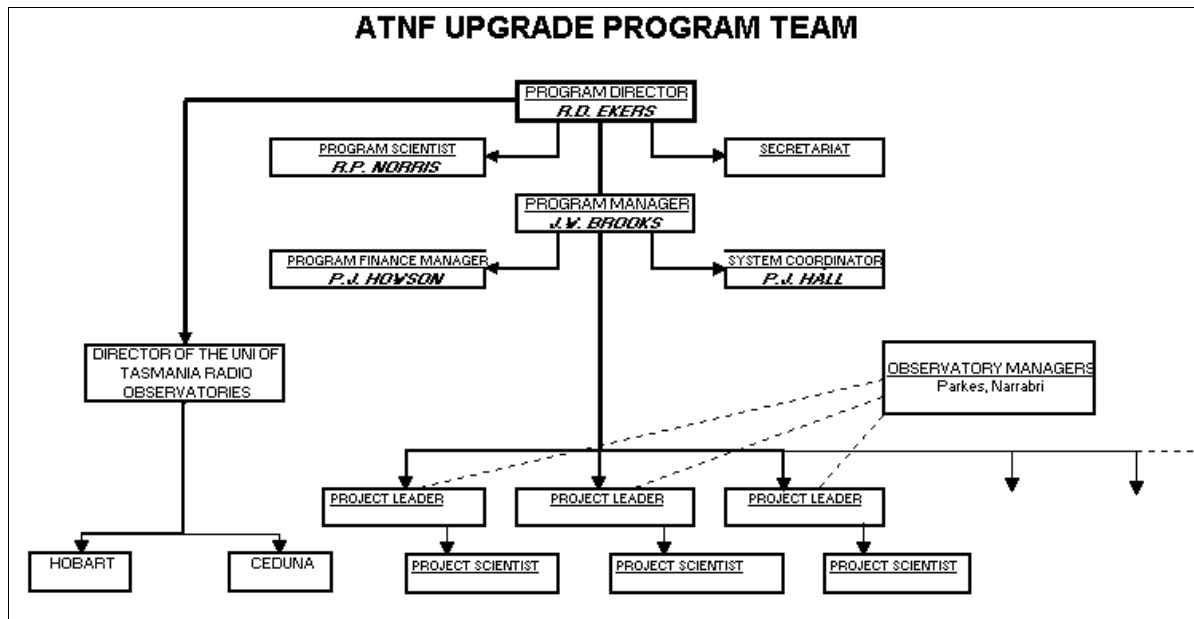 ATNF UPGRADE PROGRAM TEAM
PROGRAM DIRECTOR
R.D. EKERS
PROGRAM SCIENTIST
R.P. NORRIS
SECRETARIAT
PROGRAM MANAGER
J.W. BROOKS
PROGRAM FINANCE MANAGER
P.J. HOWSON
SYSTEM COORDINATOR
P.J. HALL
DIRECTOR OF THE UNI OF
TASMANIA RADIO
OBSERVATORIES
OBSERVATORY MANAGERS
Parkes, Narrabri
PROJECT LEADER
PROJECT LEADER
PROJECT LEADER
HOBART
CEDUNA
PROJECT SCIENTIST
PROJECT SCIENTIST
PROJECT SCIENTIST